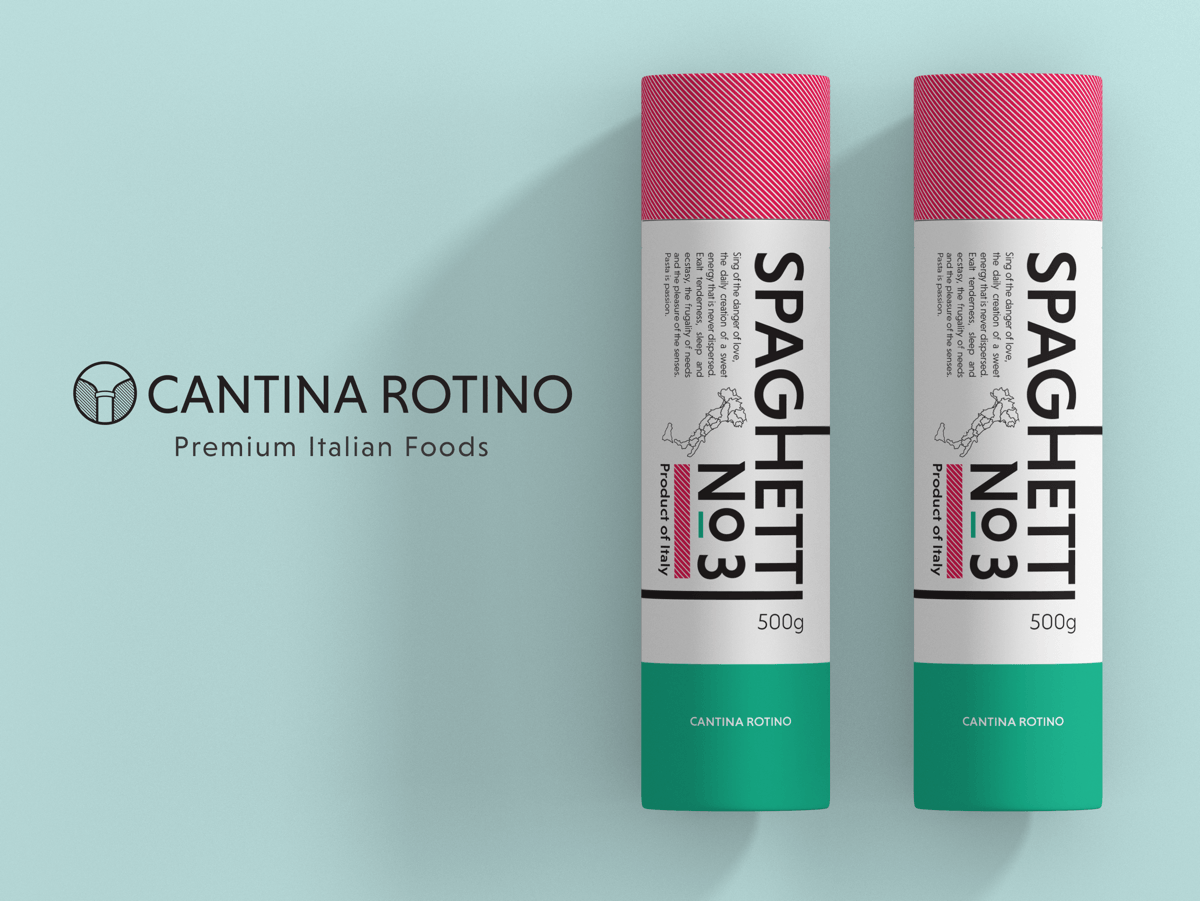 CANTINA ROTINO
Premium Italian Foods
SPAGHETTI
Sing of the danger of love,
the daily creation of a sweet
energy that is never dispersed.
Exalt tenderness, sleep and
ecstasy, the frugality of needs
and the pleasure of the senses.
Pasta is passion.
No 3
Product of Italy
500g
CANTINA ROTINO
SPAGHETTI
Sing of the danger of love,
the daily creation of a sweet
energy that is never dispersed.
Exalt tenderness, sleep and
ecstasy, the frugality of needs
and the pleasure of the senses.
Pasta is passion.
No 3
Product of Italy
500g
CANTINA ROTINO